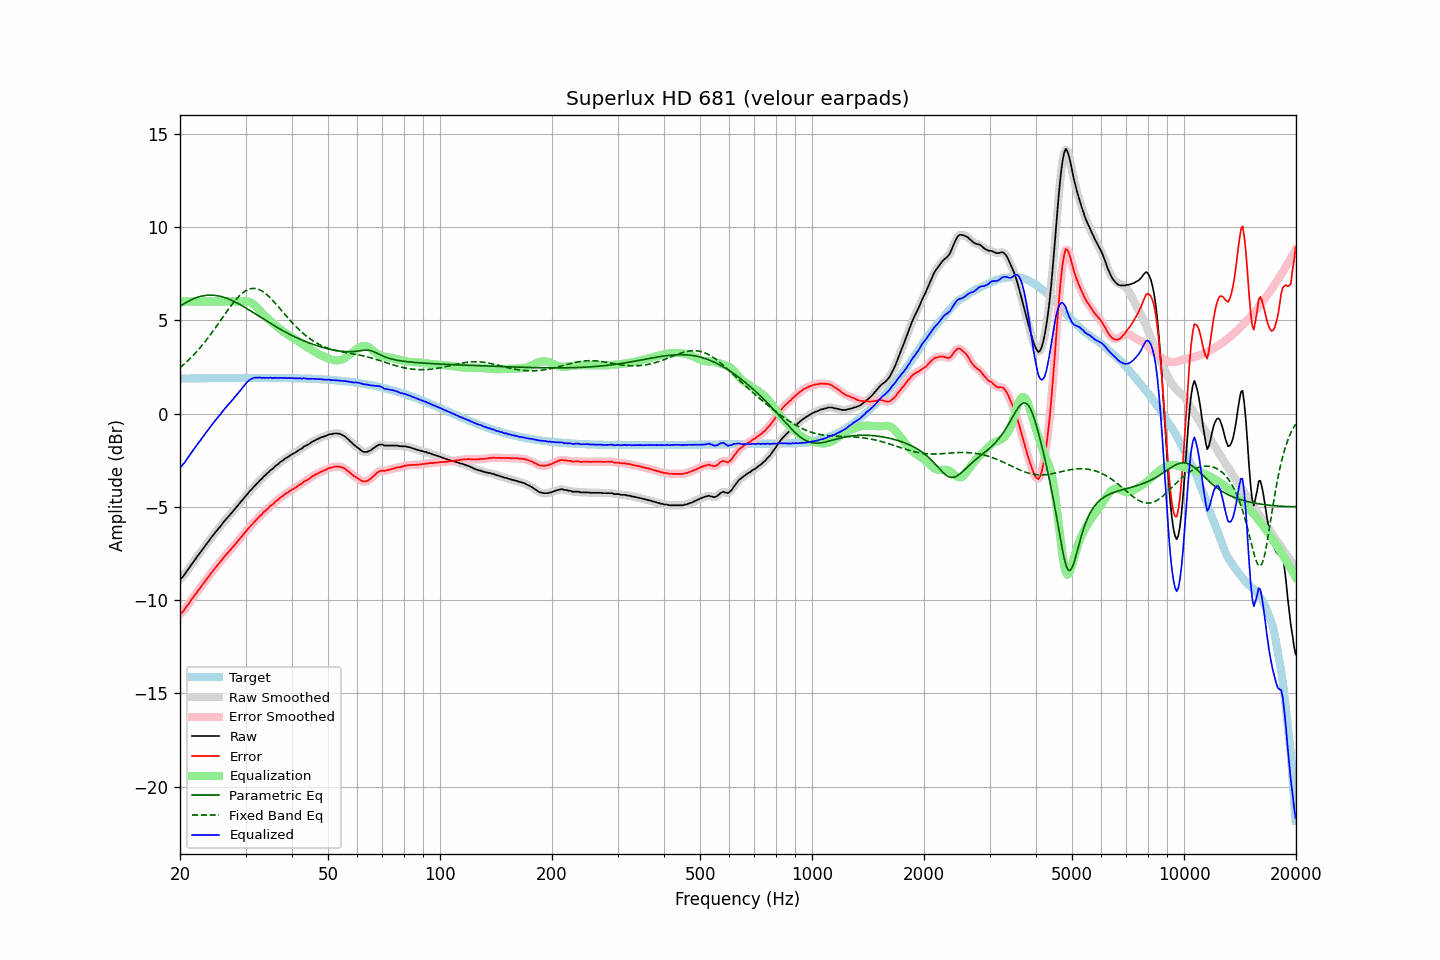 Superlux HD 681 (velour earpads)
15
10
5
0
−5
−10
−15
−20
Amplitude (dBr)
Target
Raw Smoothed
Error Smoothed
Raw
Error
Equalization
Parametric Eq
Fixed Band Eq
Equalized
20 50 100 200 500 1000 2000 5000 10000 20000
Frequency (Hz)